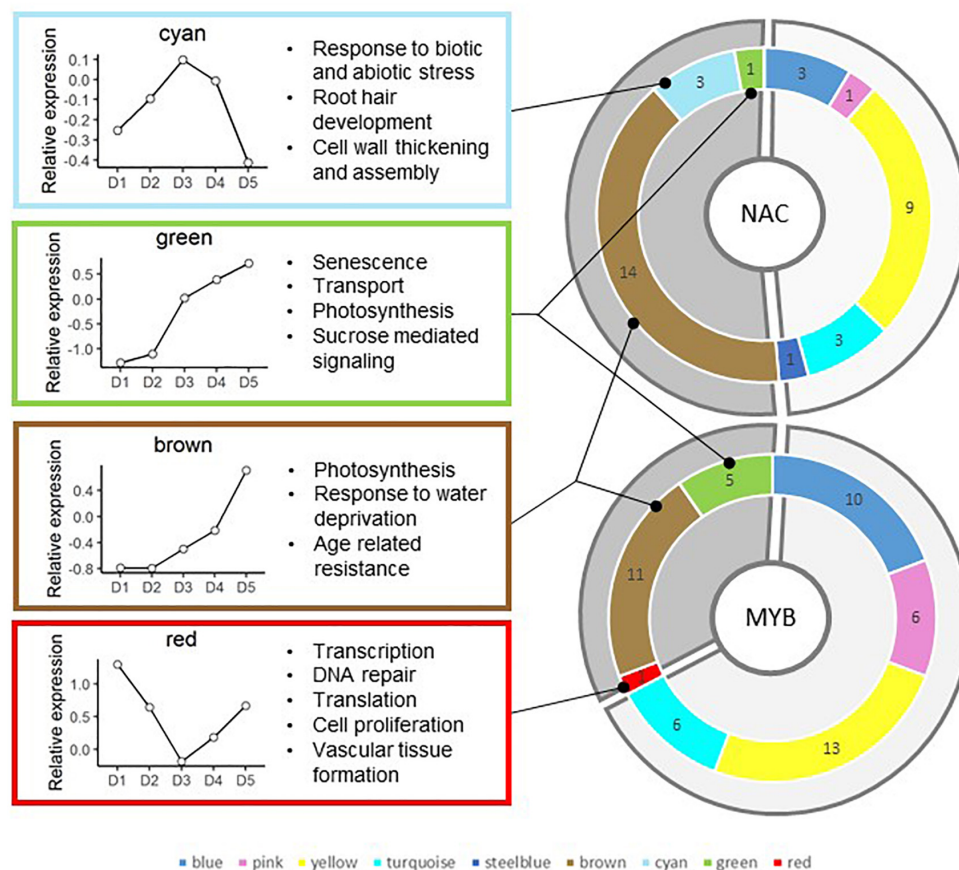 cyan
Relative expression
0.1
0.0
-0.1
-0.2
-0.3
-0.4
D1 D2 D3 D4 D5
• Response to biotic
and abiotic stress
• Root hair
development
• Cell wall thickening
and assembly
green
Relative expression
0.5
0.0
-0.5
-1.0
D1 D2 D3 D4 D5
• Senescence
• Transport
• Photosynthesis
• Sucrose mediated
signaling
brown
Relative expression
0.4
0.0
-0.4
-0.8
D1 D2 D3 D4 D5
• Photosynthesis
• Response to water
deprivation
• Age related
resistance
red
Relative expression
1.0
0.5
0.0
D1 D2 D3 D4 D5
• Transcription
• DNA repair
• Translation
• Cell proliferation
• Vascular tissue
formation
NAC
3
1
9
3
1
14
3
1
MYB
10
6
13
6
1
11
5
blue pink yellow turquoise steelblue brown cyan green red